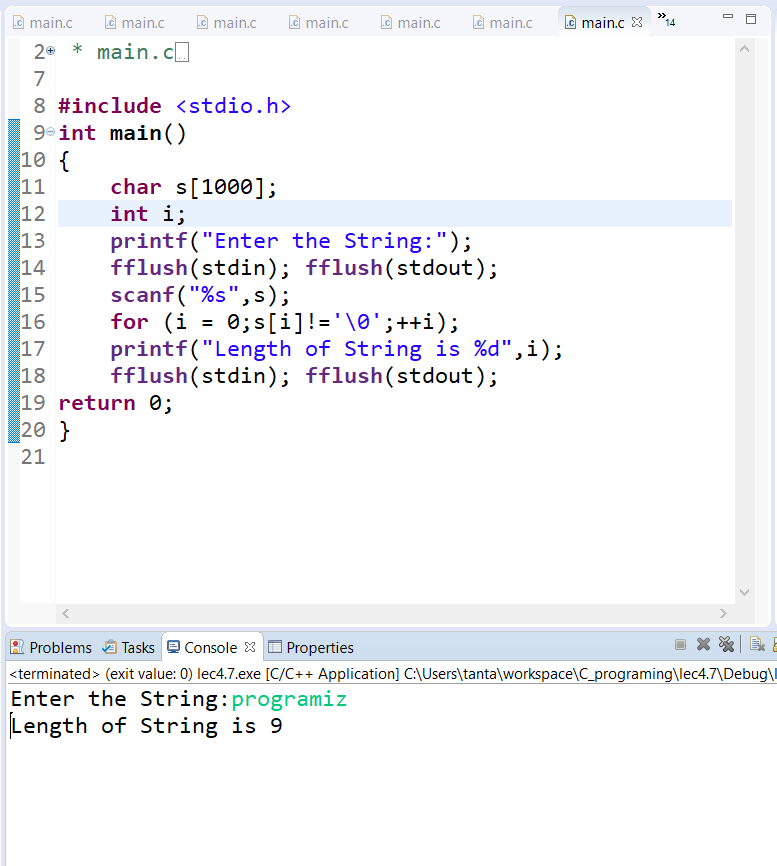 main.c main.c main.c main.c main.c main.c main.c »14
2 * main.c
7
8 #include <stdio.h>
9 int main()
10 {
11 char s[1000];
12 int i;
13 printf("Enter the String:");
14 fflush(stdin); fflush(stdout);
15 scanf("%s",s);
16 for (i = 0;s[i]!='\0';++i);
17 printf("Length of String is %d",i);
18 fflush(stdin); fflush(stdout);
19 return 0;
20 }
21
Problems Tasks Console Properties
<terminated> (exit value: 0) lec4.7.exe [C/C++ Application] C:\Users\tanta\workspace\C_programing\lec4.7\Debug\l
Enter the String:programiz
Length of String is 9